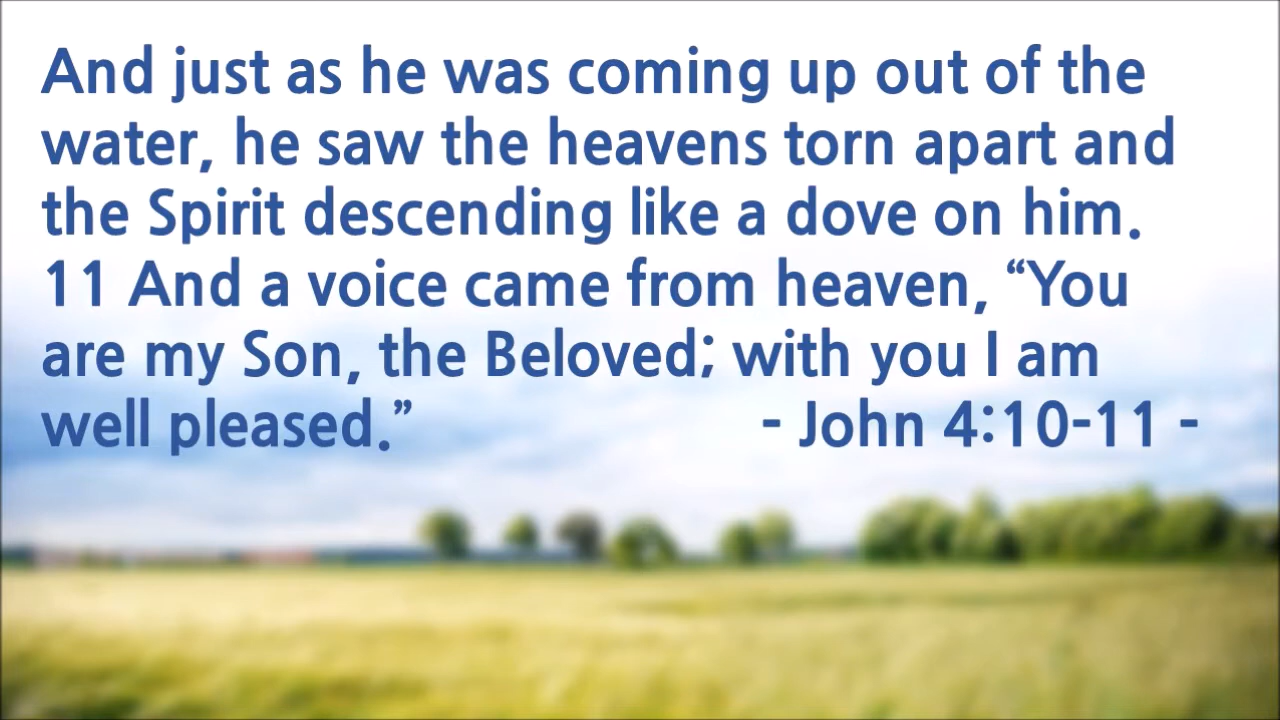 And just as he was coming up out of the
water, he saw the heavens torn apart and
the Spirit descending like a dove on him.
11 And a voice came from heaven, “You
are my Son, the Beloved; with you I am
well pleased.” - John 4:10-11 -